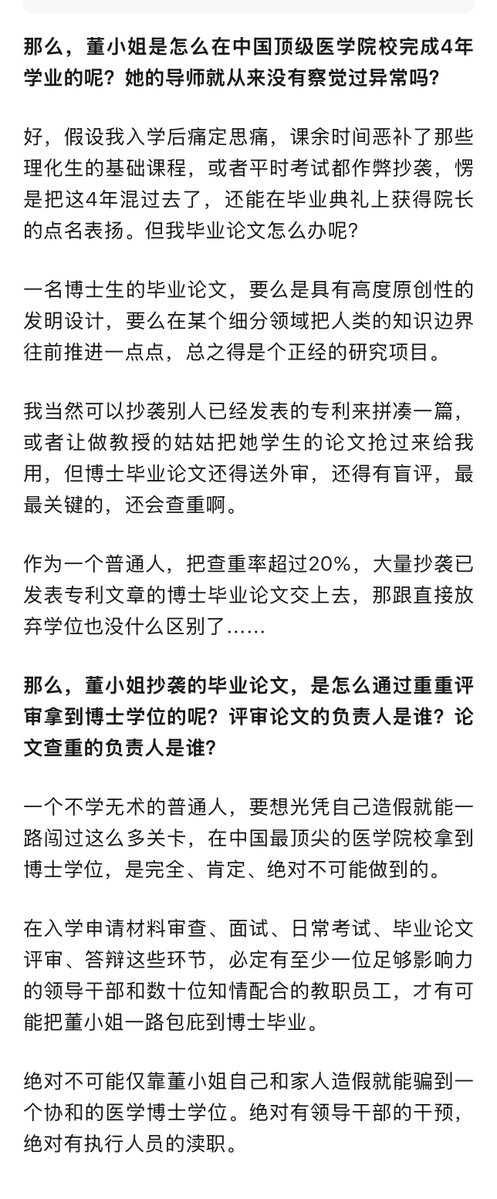 那么，董小姐是怎么在中国顶级医学院校完成4年
学业的呢？她的导师就从来没有察觉过异常吗？
好，假设我入学后痛定思痛，课余时间恶补了那些
理化生的基础课程，或者平时考试都作弊抄袭，愣
是把这4年混过去了，还能在毕业典礼上获得院长
的点名表扬。但我毕业论文怎么办呢？
一名博士生的毕业论文，要么是具有高度原创性的
发明设计，要么在某个细分领域把人类的知识边界
往前推进一点点，总之得是个正经的研究项目。
我当然可以抄袭别人已经发表的专利来拼凑一篇，
或者让做教授的姑姑把她学生的论文抢过来给我
用，但博士毕业论文还得送外审，还得有盲评，最
最关键的，还会查重啊。
作为一个普通人，把查重率超过20%，大量抄袭已
发表专利文章的博士毕业论文交上去，那跟直接放
弃学位也没什么区别了……
那么，董小姐抄袭的毕业论文，是怎么通过重重评
审拿到博士学位的呢？评审论文的负责人是谁？论
文查重的负责人是谁？
一个不学无术的普通人，要想光凭自己造假就能一
路闯过这么多关卡，在中国最顶尖的医学院校拿到
博士学位，是完全、肯定、绝对不可能做到的。
在入学申请材料审查、面试、日常考试、毕业论文
评审、答辩这些环节，必定有至少一位足够影响力
的领导干部和数十位知情配合的教职员工，才有可
能把董小姐一路包庇到博士毕业。
绝对不可能仅靠董小姐自己和家人造假就能骗到一
个协和的医学博士学位。绝对有领导干部的干预，
绝对有执行人员的渎职。